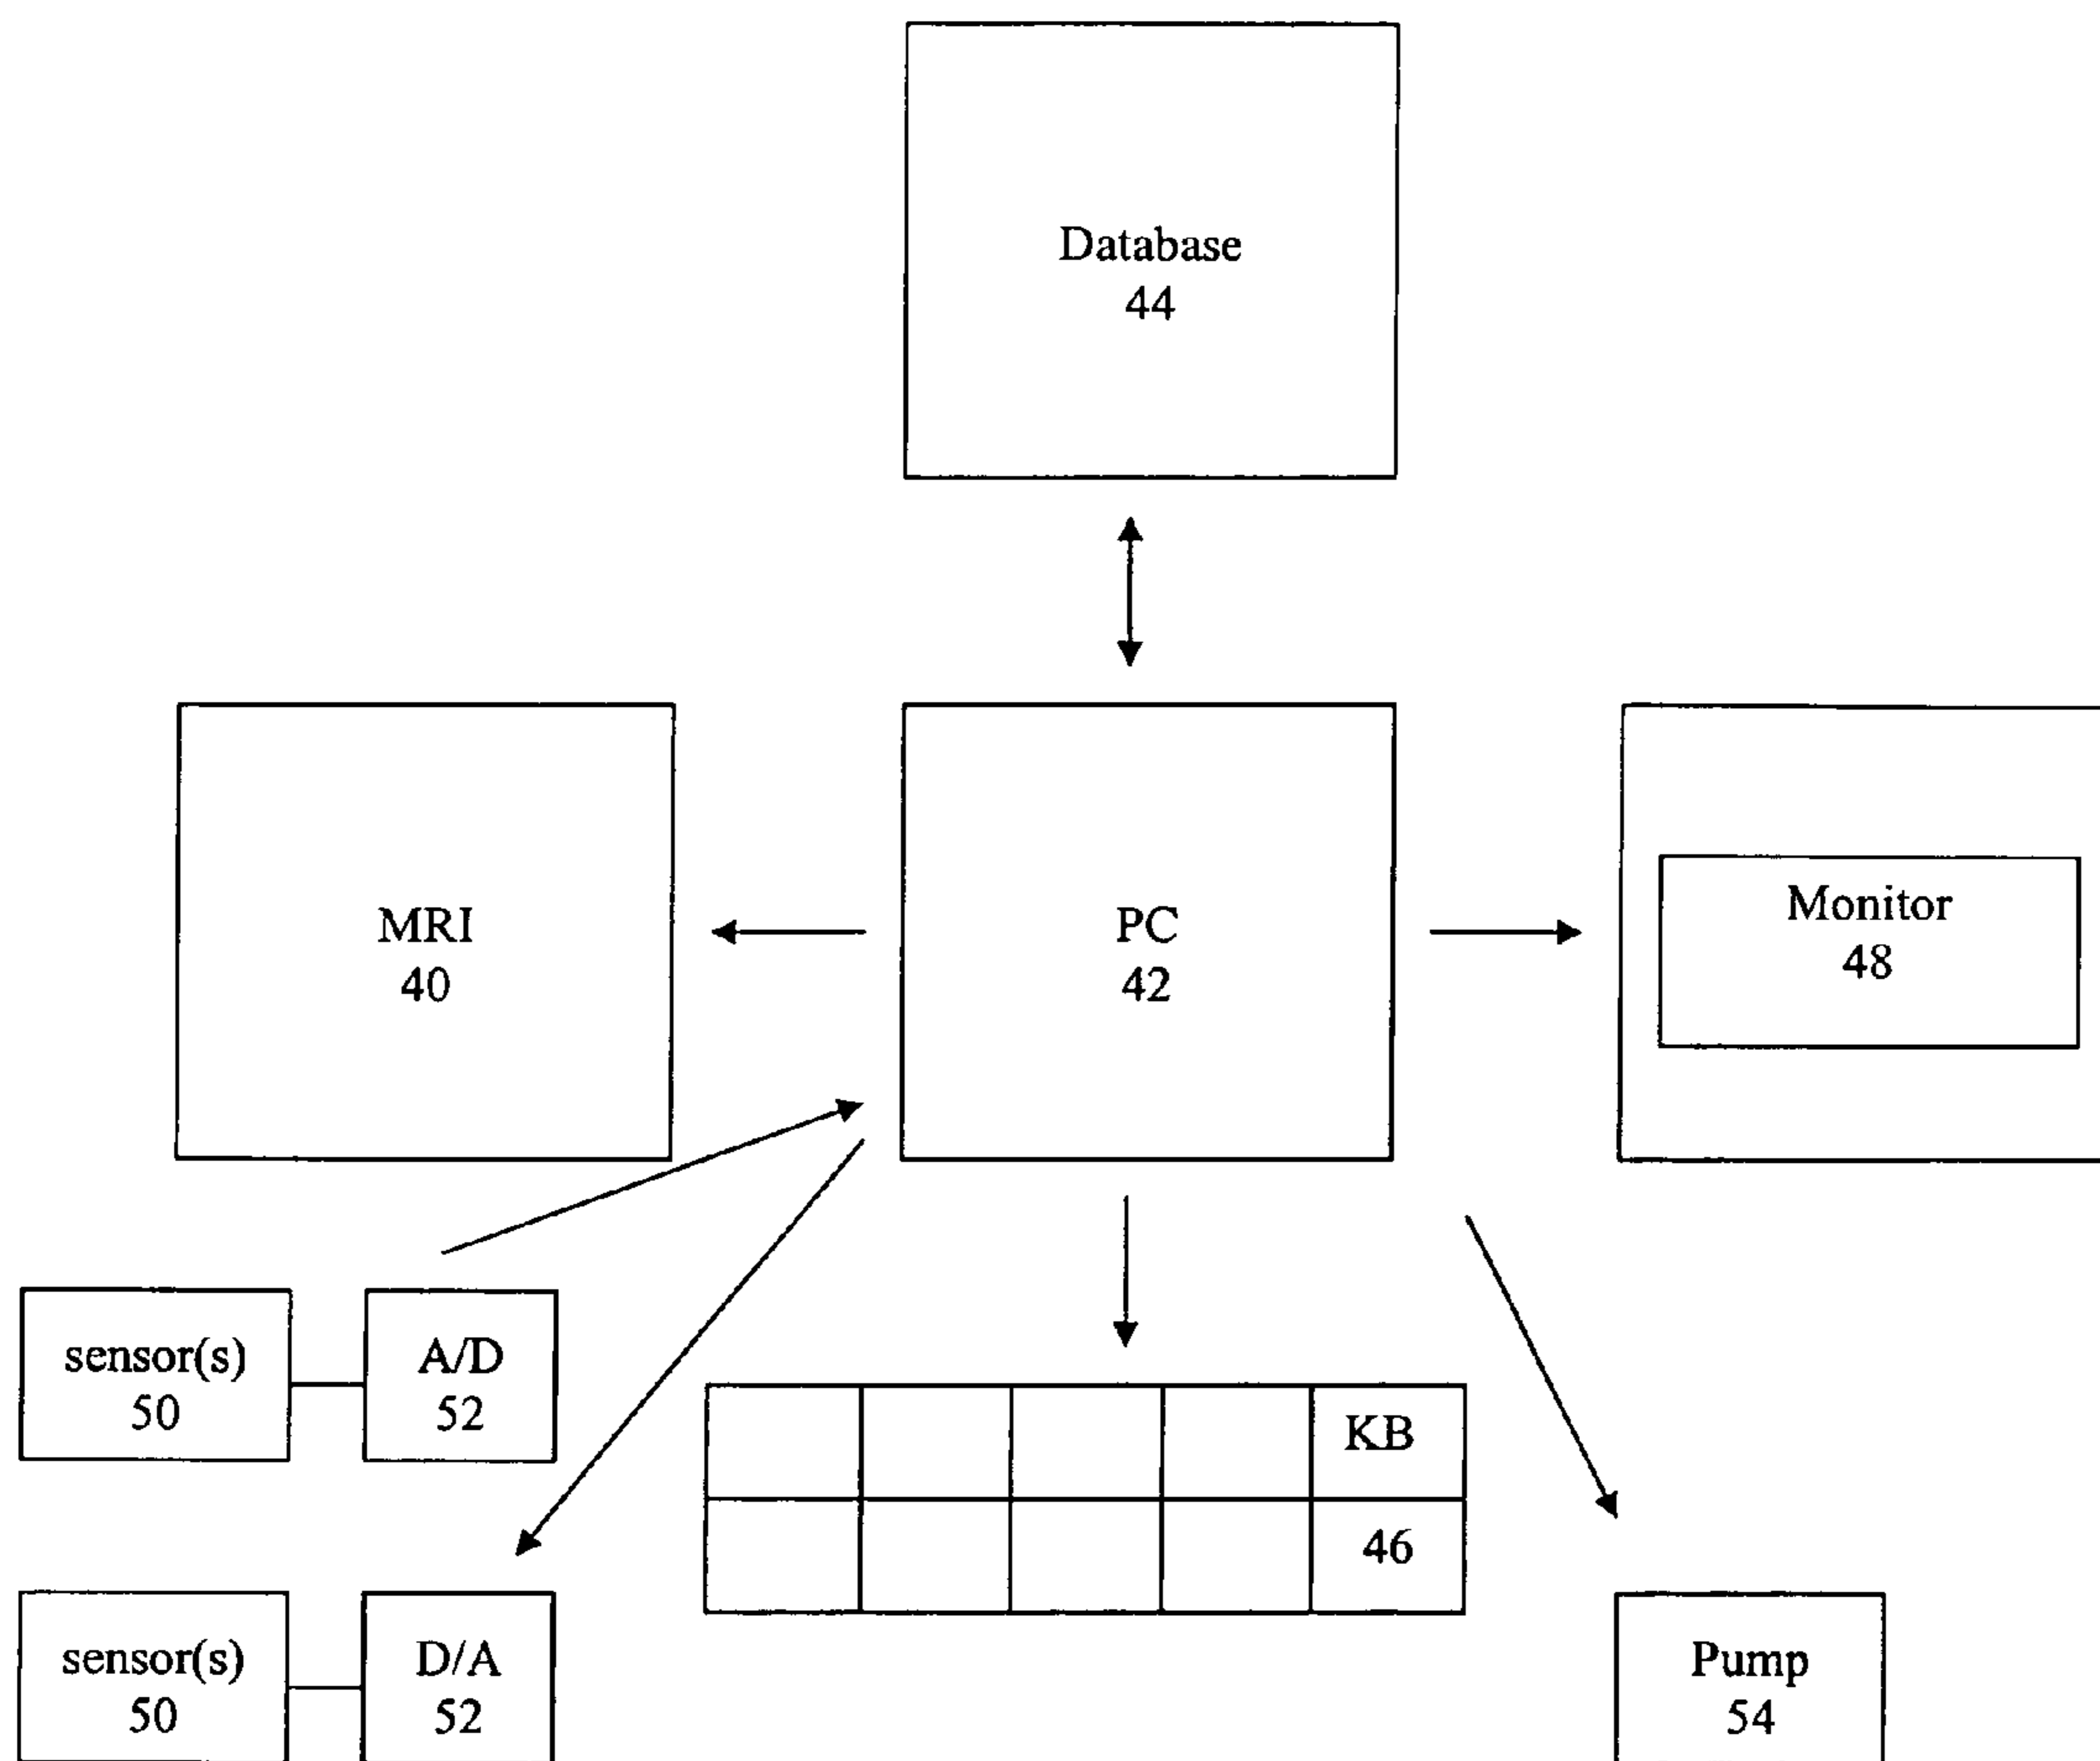 Database
44
MRI
40
PC
42
Monitor
48
sensor(s)
50
A/D
52
KB
46
sensor(s)
50
D/A
52
Pump
54